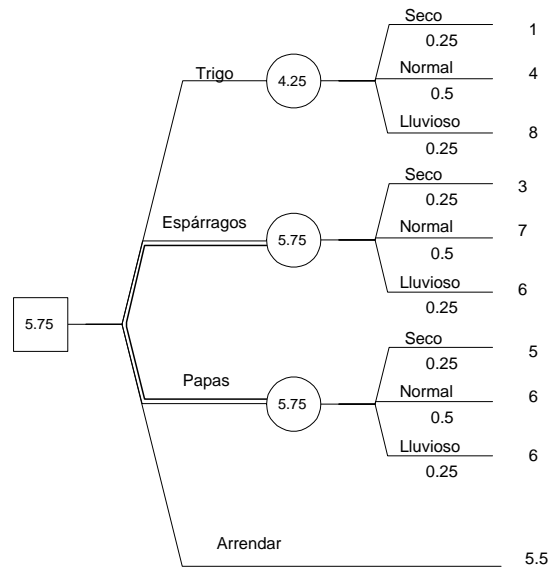 Seco
1
0.25
Trigo
4.25
Normal
4
0.5
Lluvioso
8
0.25
Seco
3
0.25
Espárragos
5.75
Normal
7
0.5
Lluvioso
6
0.25
5.75
Seco
5
0.25
Papas
5.75
Normal
6
0.5
Lluvioso
6
0.25
Arrendar
5.5